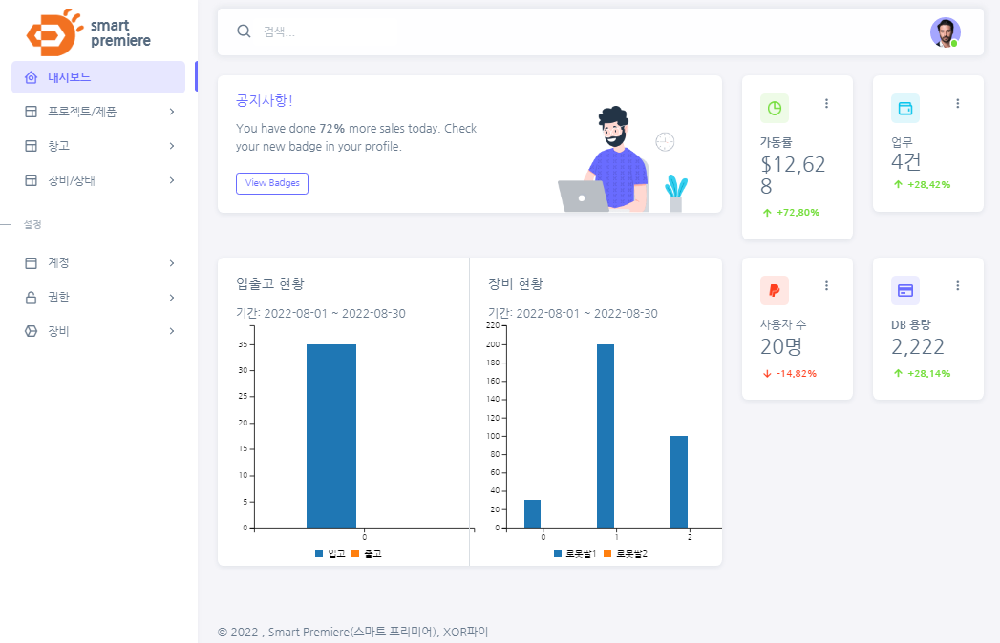 smart
premiere
대시보드
프로젝트/제품
창고
장비/상태
설정
계정
권한
장비
검색...
공지사항!
You have done 72% more sales today. Check
your new badge in your profile.
View Badges
가동률
$12,62
8
+72.80%
업무
4건
+28.42%
입출고 현황
기간: 2022-08-01 ~ 2022-08-30
35
30
25
20
15
10
5
0
0
입고 출고
장비 현황
기간: 2022-08-01 ~ 2022-08-30
220
200
180
160
140
120
100
80
60
40
20
0
0 1 2
로봇팔1 로봇팔2
사용자 수
20명
-14.82%
DB 용량
2,222
+28.14%
© 2022 , Smart Premiere(스마트 프리미어), XOR파이